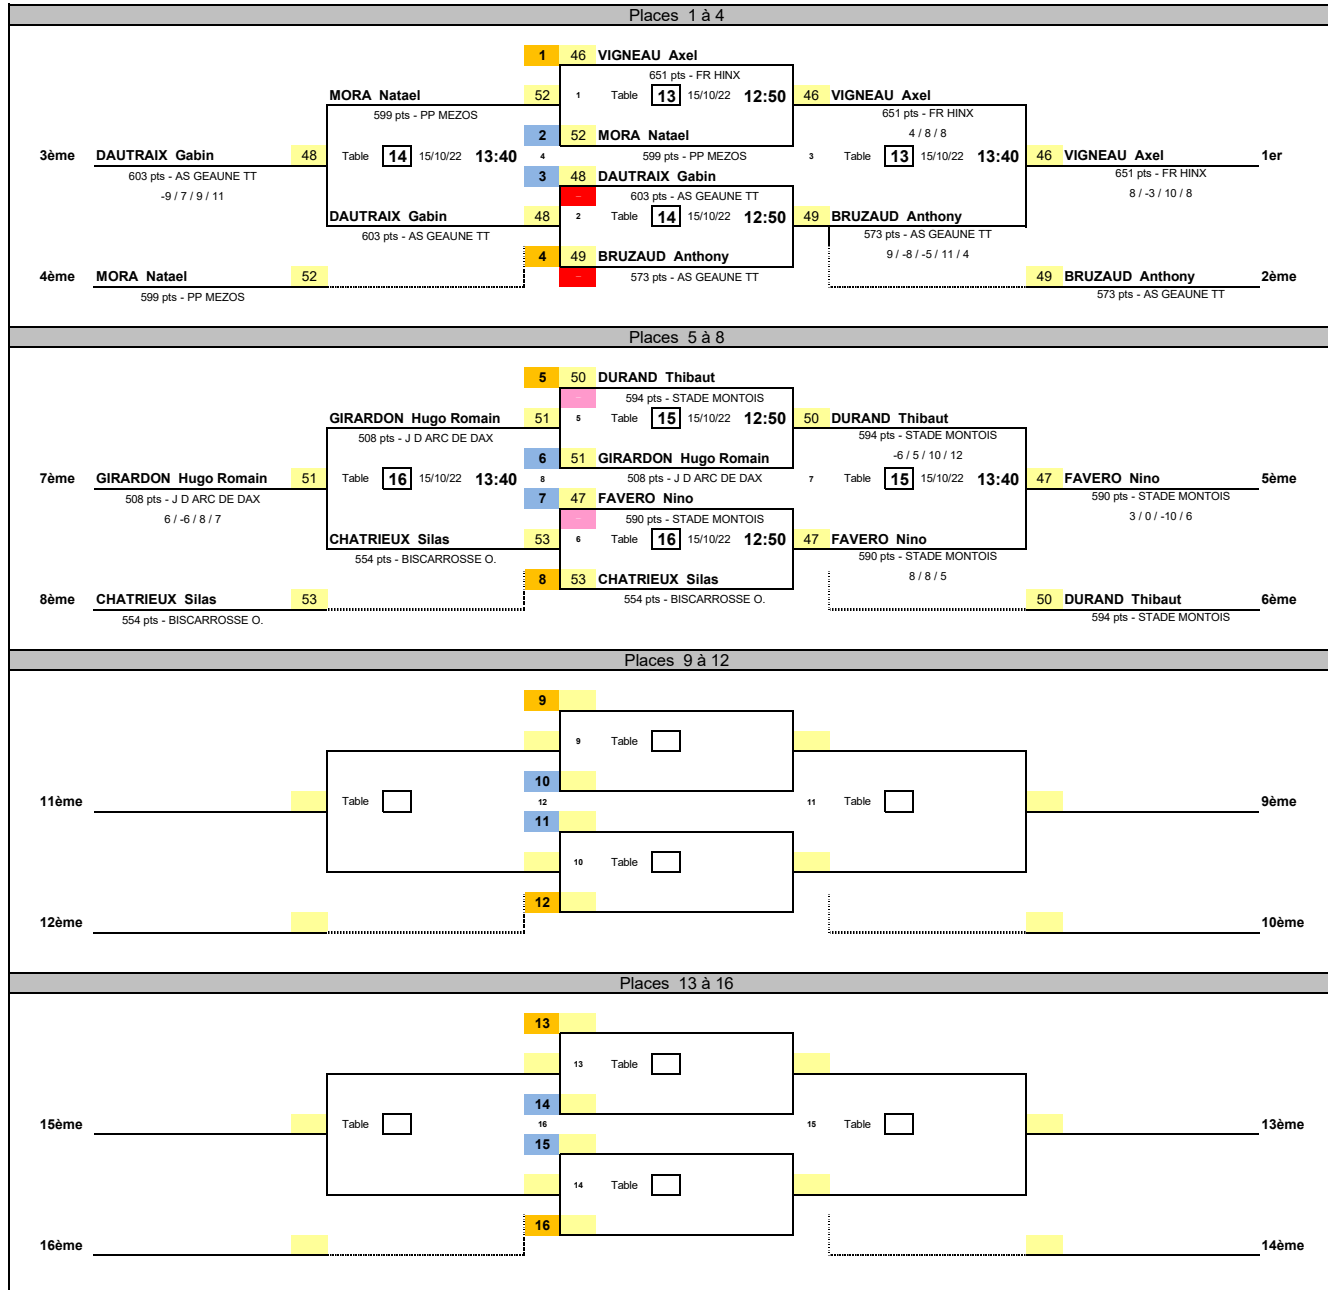 Places 1 à 4
1 46 VIGNEAU Axel
651 pts - FR HINX
MORA Natael 52 1 Table 13 15/10/22 12:50 46 VIGNEAU Axel
599 pts - PP MEZOS 651 pts - FR HINX
2 52 MORA Natael 4 / 8 / 8
3ème DAUTRAIX Gabin 48 Table 14 15/10/22 13:40 4 599 pts - PP MEZOS 3 Table 13 15/10/22 13:40 46 VIGNEAU Axel 1er
603 pts - AS GEAUNE TT 3 48 DAUTRAIX Gabin 651 pts - FR HINX
-9 / 7 / 9 / 11 603 pts - AS GEAUNE TT 8 / -3 / 10 / 8
DAUTRAIX Gabin 48 2 Table 14 15/10/22 12:50 49 BRUZAUD Anthony
603 pts - AS GEAUNE TT 573 pts - AS GEAUNE TT
4 49 BRUZAUD Anthony 9 / -8 / -5 / 11 / 4
4ème MORA Natael 52 573 pts - AS GEAUNE TT 49 BRUZAUD Anthony 2ème
599 pts - PP MEZOS 573 pts - AS GEAUNE TT
Places 5 à 8
5 50 DURAND Thibaut
594 pts - STADE MONTOIS
GIRARDON Hugo Romain 51 5 Table 15 15/10/22 12:50 50 DURAND Thibaut
508 pts - J D ARC DE DAX 594 pts - STADE MONTOIS
6 51 GIRARDON Hugo Romain -6 / 5 / 10 / 12
7ème GIRARDON Hugo Romain 51 Table 16 15/10/22 13:40 8 508 pts - J D ARC DE DAX 7 Table 15 15/10/22 13:40 47 FAVERO Nino 5ème
508 pts - J D ARC DE DAX 7 47 FAVERO Nino 590 pts - STADE MONTOIS
6 / -6 / 8 / 7 590 pts - STADE MONTOIS 3 / 0 / -10 / 6
CHATRIEUX Silas 53 6 Table 16 15/10/22 12:50 47 FAVERO Nino
554 pts - BISCARROSSE O. 590 pts - STADE MONTOIS
8 53 CHATRIEUX Silas 8 / 8 / 5
8ème CHATRIEUX Silas 53 554 pts - BISCARROSSE O. 50 DURAND Thibaut 6ème
554 pts - BISCARROSSE O. 594 pts - STADE MONTOIS
Places 9 à 12
9
9 Table
10
11ème Table 12 11 Table 9ème
11
10 Table
12
12ème 10ème
Places 13 à 16
13
13 Table
14
15ème Table 16 15 Table 13ème
15
14 Table
16
16ème 14ème